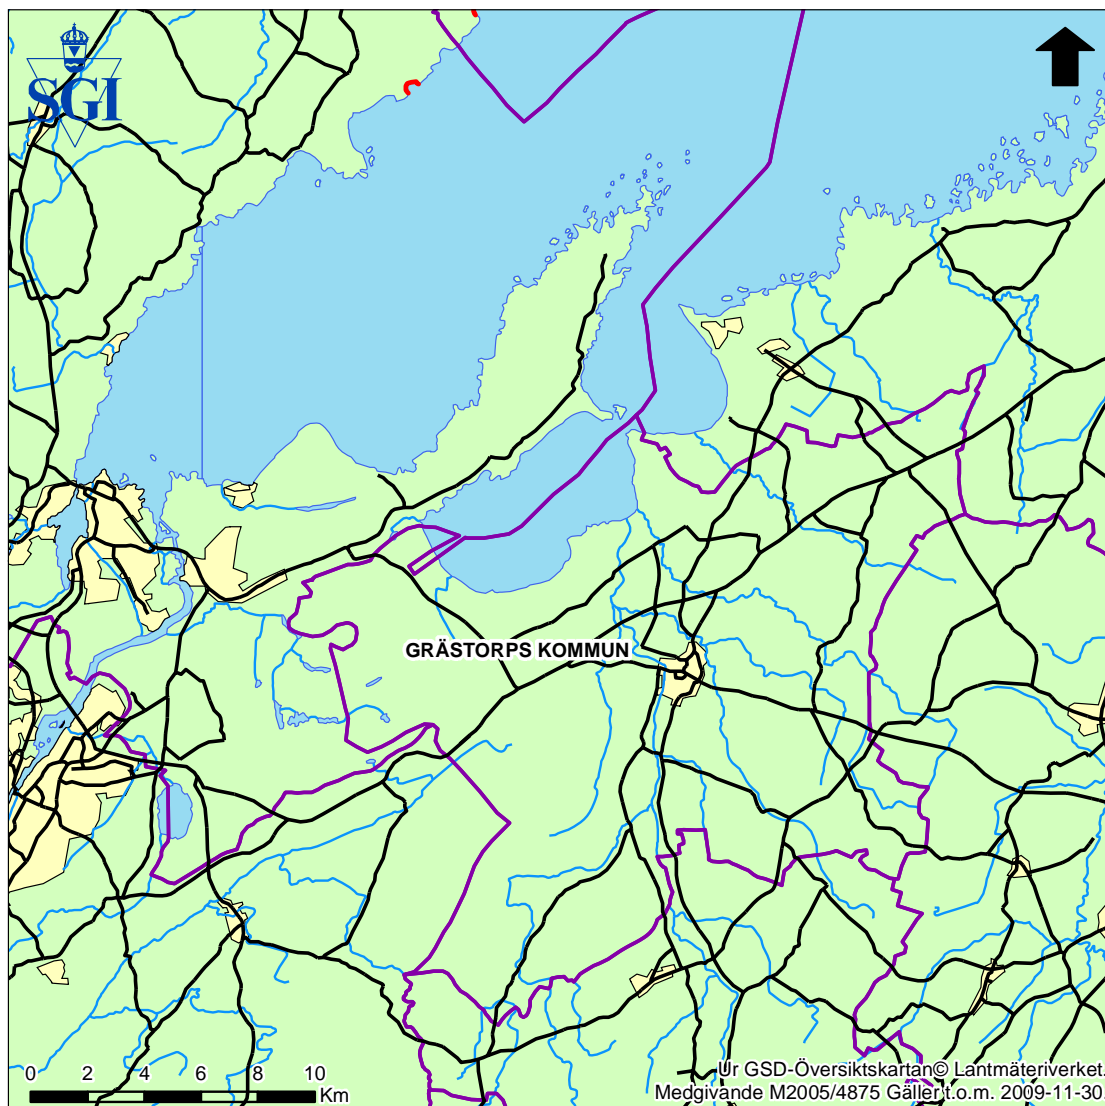 SGI
GRÄSTORPS KOMMUN
0 2 4 6 8 10
Km
Ur GSD-Översiktskartan© Lantmäteriverket.
Medgivande M2005/4875 Gäller t.o.m. 2009-11-30.